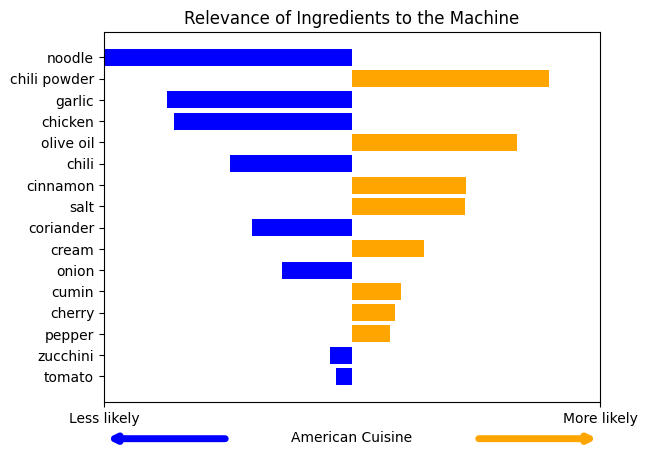 Relevance of Ingredients to the Machine
noodle
chili powder
garlic
chicken
olive oil
chili
cinnamon
salt
coriander
cream
onion
cumin
cherry
pepper
zucchini
tomato
Less likely
More likely
American Cuisine